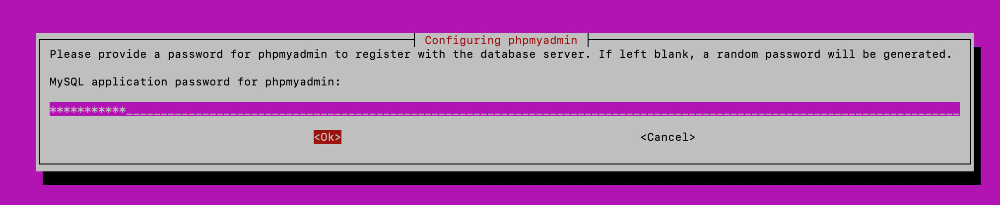 Configuring phpmyadmin
Please provide a password for phpmyadmin to register with the database server. If left blank, a random password will be generated.
MySQL application password for phpmyadmin:
***********____________________________________________________________________________________________________________________
<Ok> <Cancel>